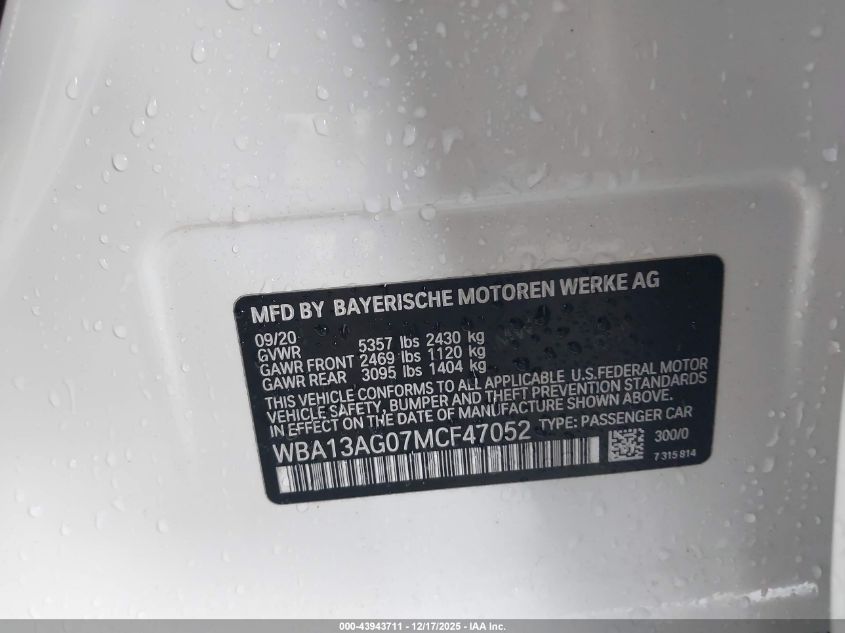 MFD BY BAYERISCHE MOTOREN WERKE AG
09/20
GVWR 5357 lbs 2430 kg
GAWR FRONT 2469 lbs 1120 kg
GAWR REAR 3095 lbs 1404 kg
THIS VEHICLE CONFORMS TO ALL APPLICABLE U.S.FEDERAL MOTOR
VEHICLE SAFETY, BUMPER AND THEFT PREVENTION STANDARDS
IN EFFECT ON THE DATE OF MANUFACTURE SHOWN ABOVE.
WBA13AG07MCF47052 TYPE: PASSENGER CAR
300/0
7 315 814
000-43943711 - 12/17/2025 - IAA Inc.